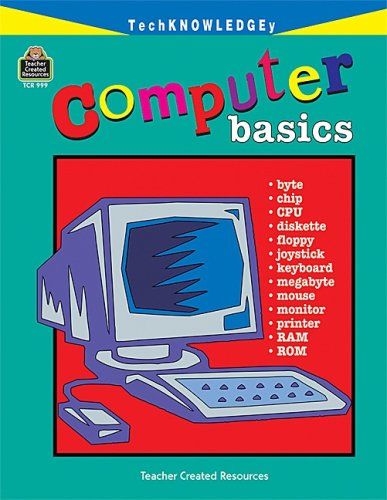 TechKNOWLEDGEy
Teacher
Created
Resources
TCR 999
Computer
basics
• byte
• chip
• CPU
• diskette
• floppy
• joystick
• keyboard
• megabyte
• mouse
• monitor
• printer
• RAM
• ROM
Teacher Created Resources